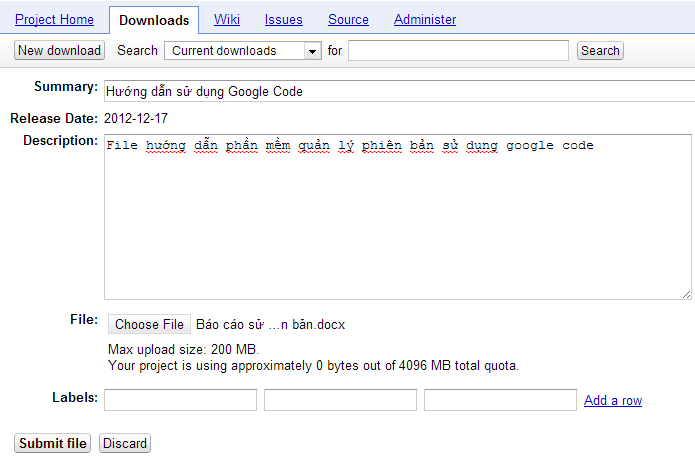 Project Home Downloads Wiki Issues Source Administer
New download Search Current downloads for Search
Summary: Hướng dẫn sử dụng Google Code
Release Date: 2012-12-17
Description: File hướng dẫn phần mềm quản lý phiên bản sử dụng google code
File: Choose File Báo cáo sử ...n bản.docx
Max upload size: 200 MB.
Your project is using approximately 0 bytes out of 4096 MB total quota.
Labels: Add a row
Submit file Discard